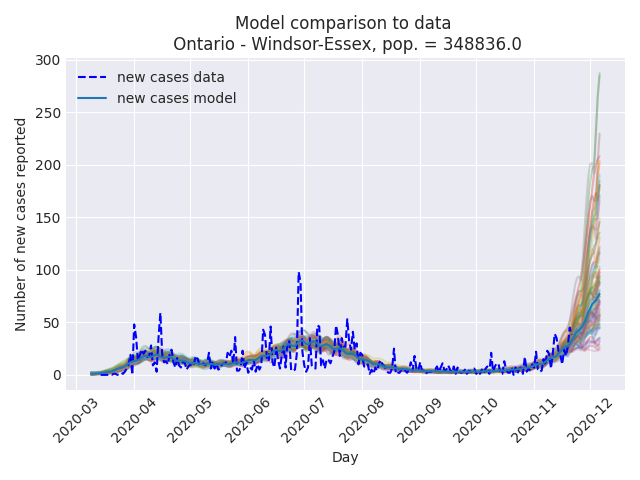 Model comparison to data
Ontario - Windsor-Essex, pop. = 348836.0
Number of new cases reported
300
250
200
150
100
50
0
new cases data
new cases model
2020-03
2020-04
2020-05
2020-06
2020-07
2020-08
2020-09
2020-10
2020-11
2020-12
Day